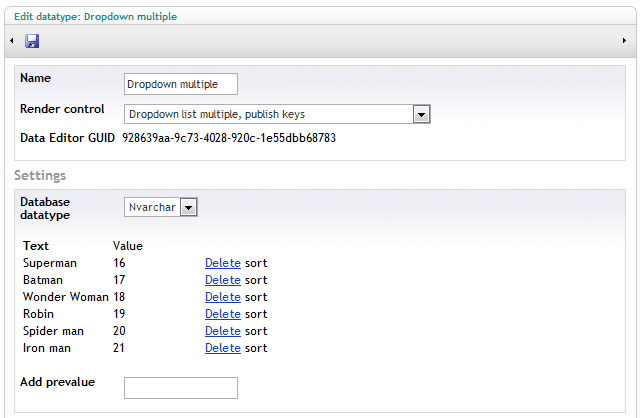 Edit datatype: Dropdown multiple
Name Dropdown multiple
Render control Dropdown list multiple, publish keys
Data Editor GUID 928639aa-9c73-4028-920c-1e55dbb68783
Settings
Database
datatype Nvarchar
Text Value
Superman 16 Delete sort
Batman 17 Delete sort
Wonder Woman 18 Delete sort
Robin 19 Delete sort
Spider man 20 Delete sort
Iron man 21 Delete sort
Add prevalue